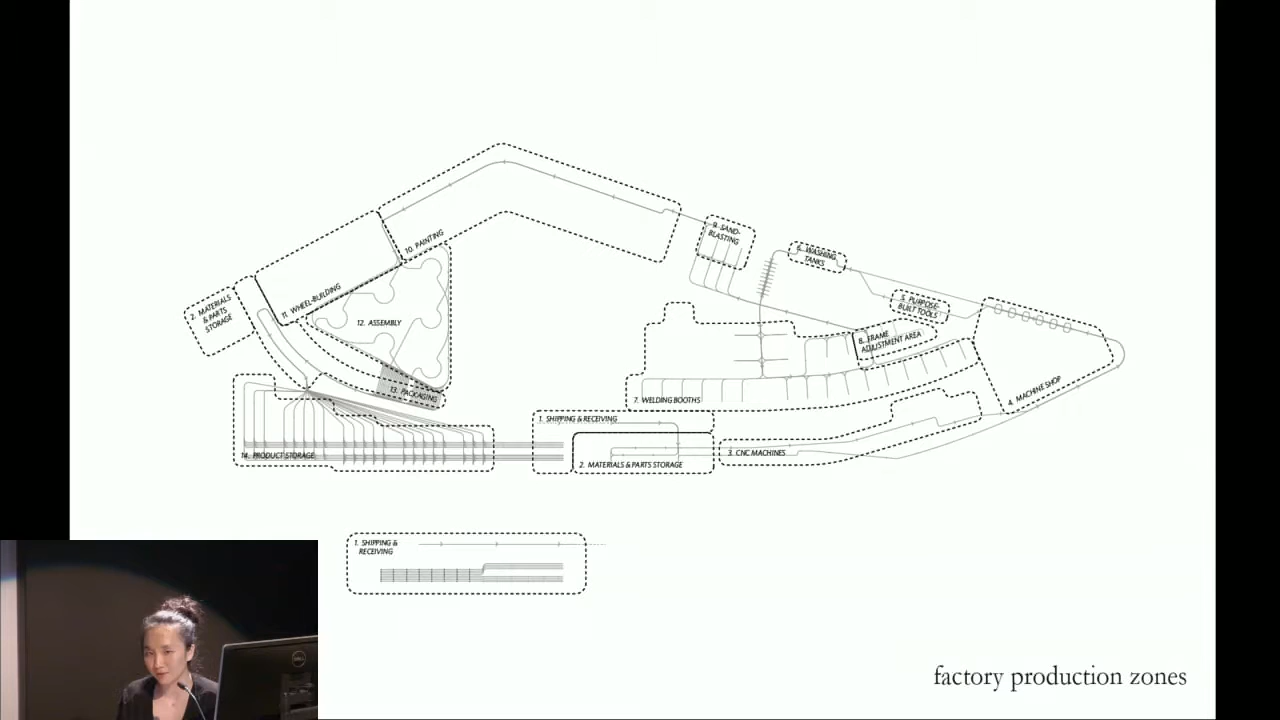 9. SAND-
BLASTING
10. PAINTING
6. WASHING
TANKS
2. MATERIALS
& PARTS
STORAGE
11. WHEEL-BUILDING
5. PURPOSE-
BUILT TOOLS
12. ASSEMBLY
8. FRAME
ADJUSTMENT AREA
13. PACKAGING
7. WELDING BOOTHS
4. MACHINE SHOP
1. SHIPPING & RECEIVING
14. PRODUCT STORAGE
2. MATERIALS & PARTS STORAGE
3. CNC MACHINES
1. SHIPPING &
RECEIVING
DELL
factory production zones